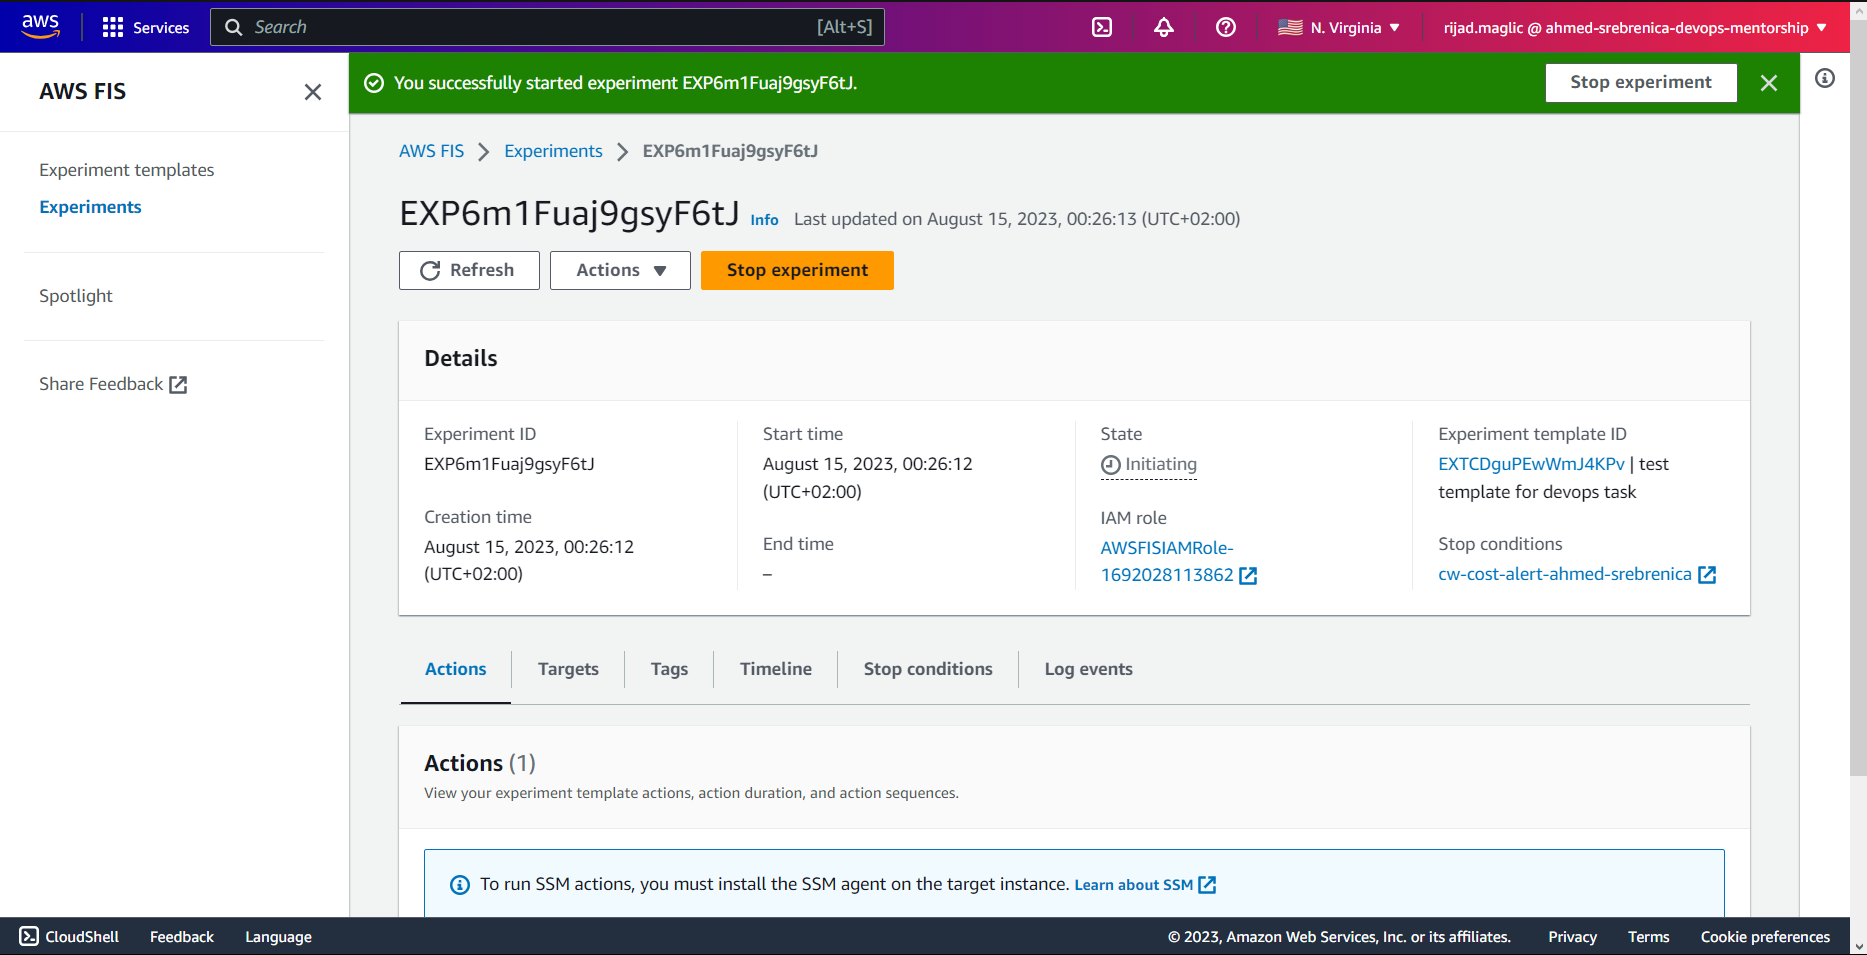 aws
Services
Search
[Alt+S]
N. Virginia
rijad.maglic @ ahmed-srebrenica-devops-mentorship
AWS FIS
Experiment templates
Experiments
Spotlight
Share Feedback
You successfully started experiment EXP6m1Fuaj9gsyF6tJ.
Stop experiment
AWS FIS
Experiments
EXP6m1Fuaj9gsyF6tJ
EXP6m1Fuaj9gsyF6tJ Info Last updated on August 15, 2023, 00:26:13 (UTC+02:00)
Refresh
Actions
Stop experiment
Details
Experiment ID
EXP6m1Fuaj9gsyF6tJ
Creation time
August 15, 2023, 00:26:12
(UTC+02:00)
Start time
August 15, 2023, 00:26:12
(UTC+02:00)
End time
–
State
Initiating
IAM role
AWSFISIAMRole-
1692028113862
Experiment template ID
EXTCDguPEwWmJ4KPv | test
template for devops task
Stop conditions
cw-cost-alert-ahmed-srebrenica
Actions
Targets
Tags
Timeline
Stop conditions
Log events
Actions (1)
View your experiment template actions, action duration, and action sequences.
To run SSM actions, you must install the SSM agent on the target instance. Learn about SSM
CloudShell
Feedback
Language
© 2023, Amazon Web Services, Inc. or its affiliates.
Privacy
Terms
Cookie preferences